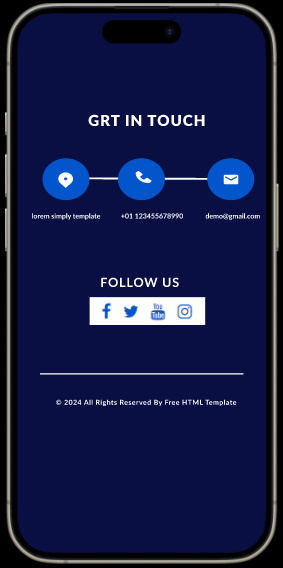 GRT IN TOUCH
lorem simply template
+01 123455678990
demo@gmail.com
FOLLOW US
You Tube
© 2024 All Rights Reserved By Free HTML Template